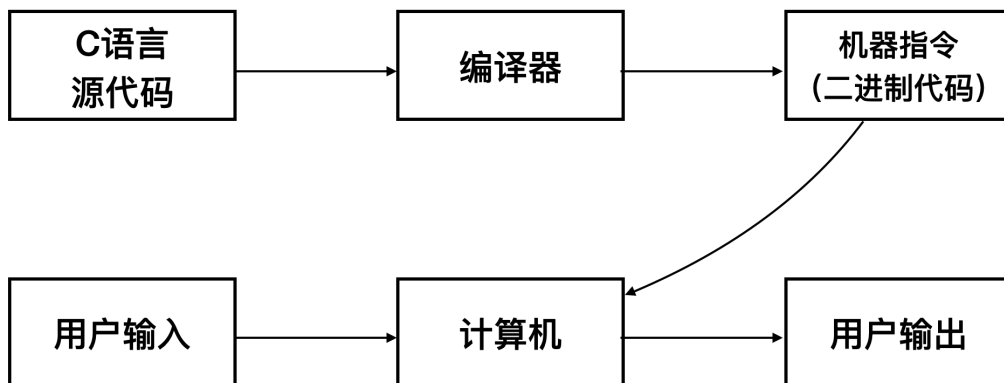 C语言
源代码
编译器
机器指令
（二进制代码）
用户输入
计算机
用户输出